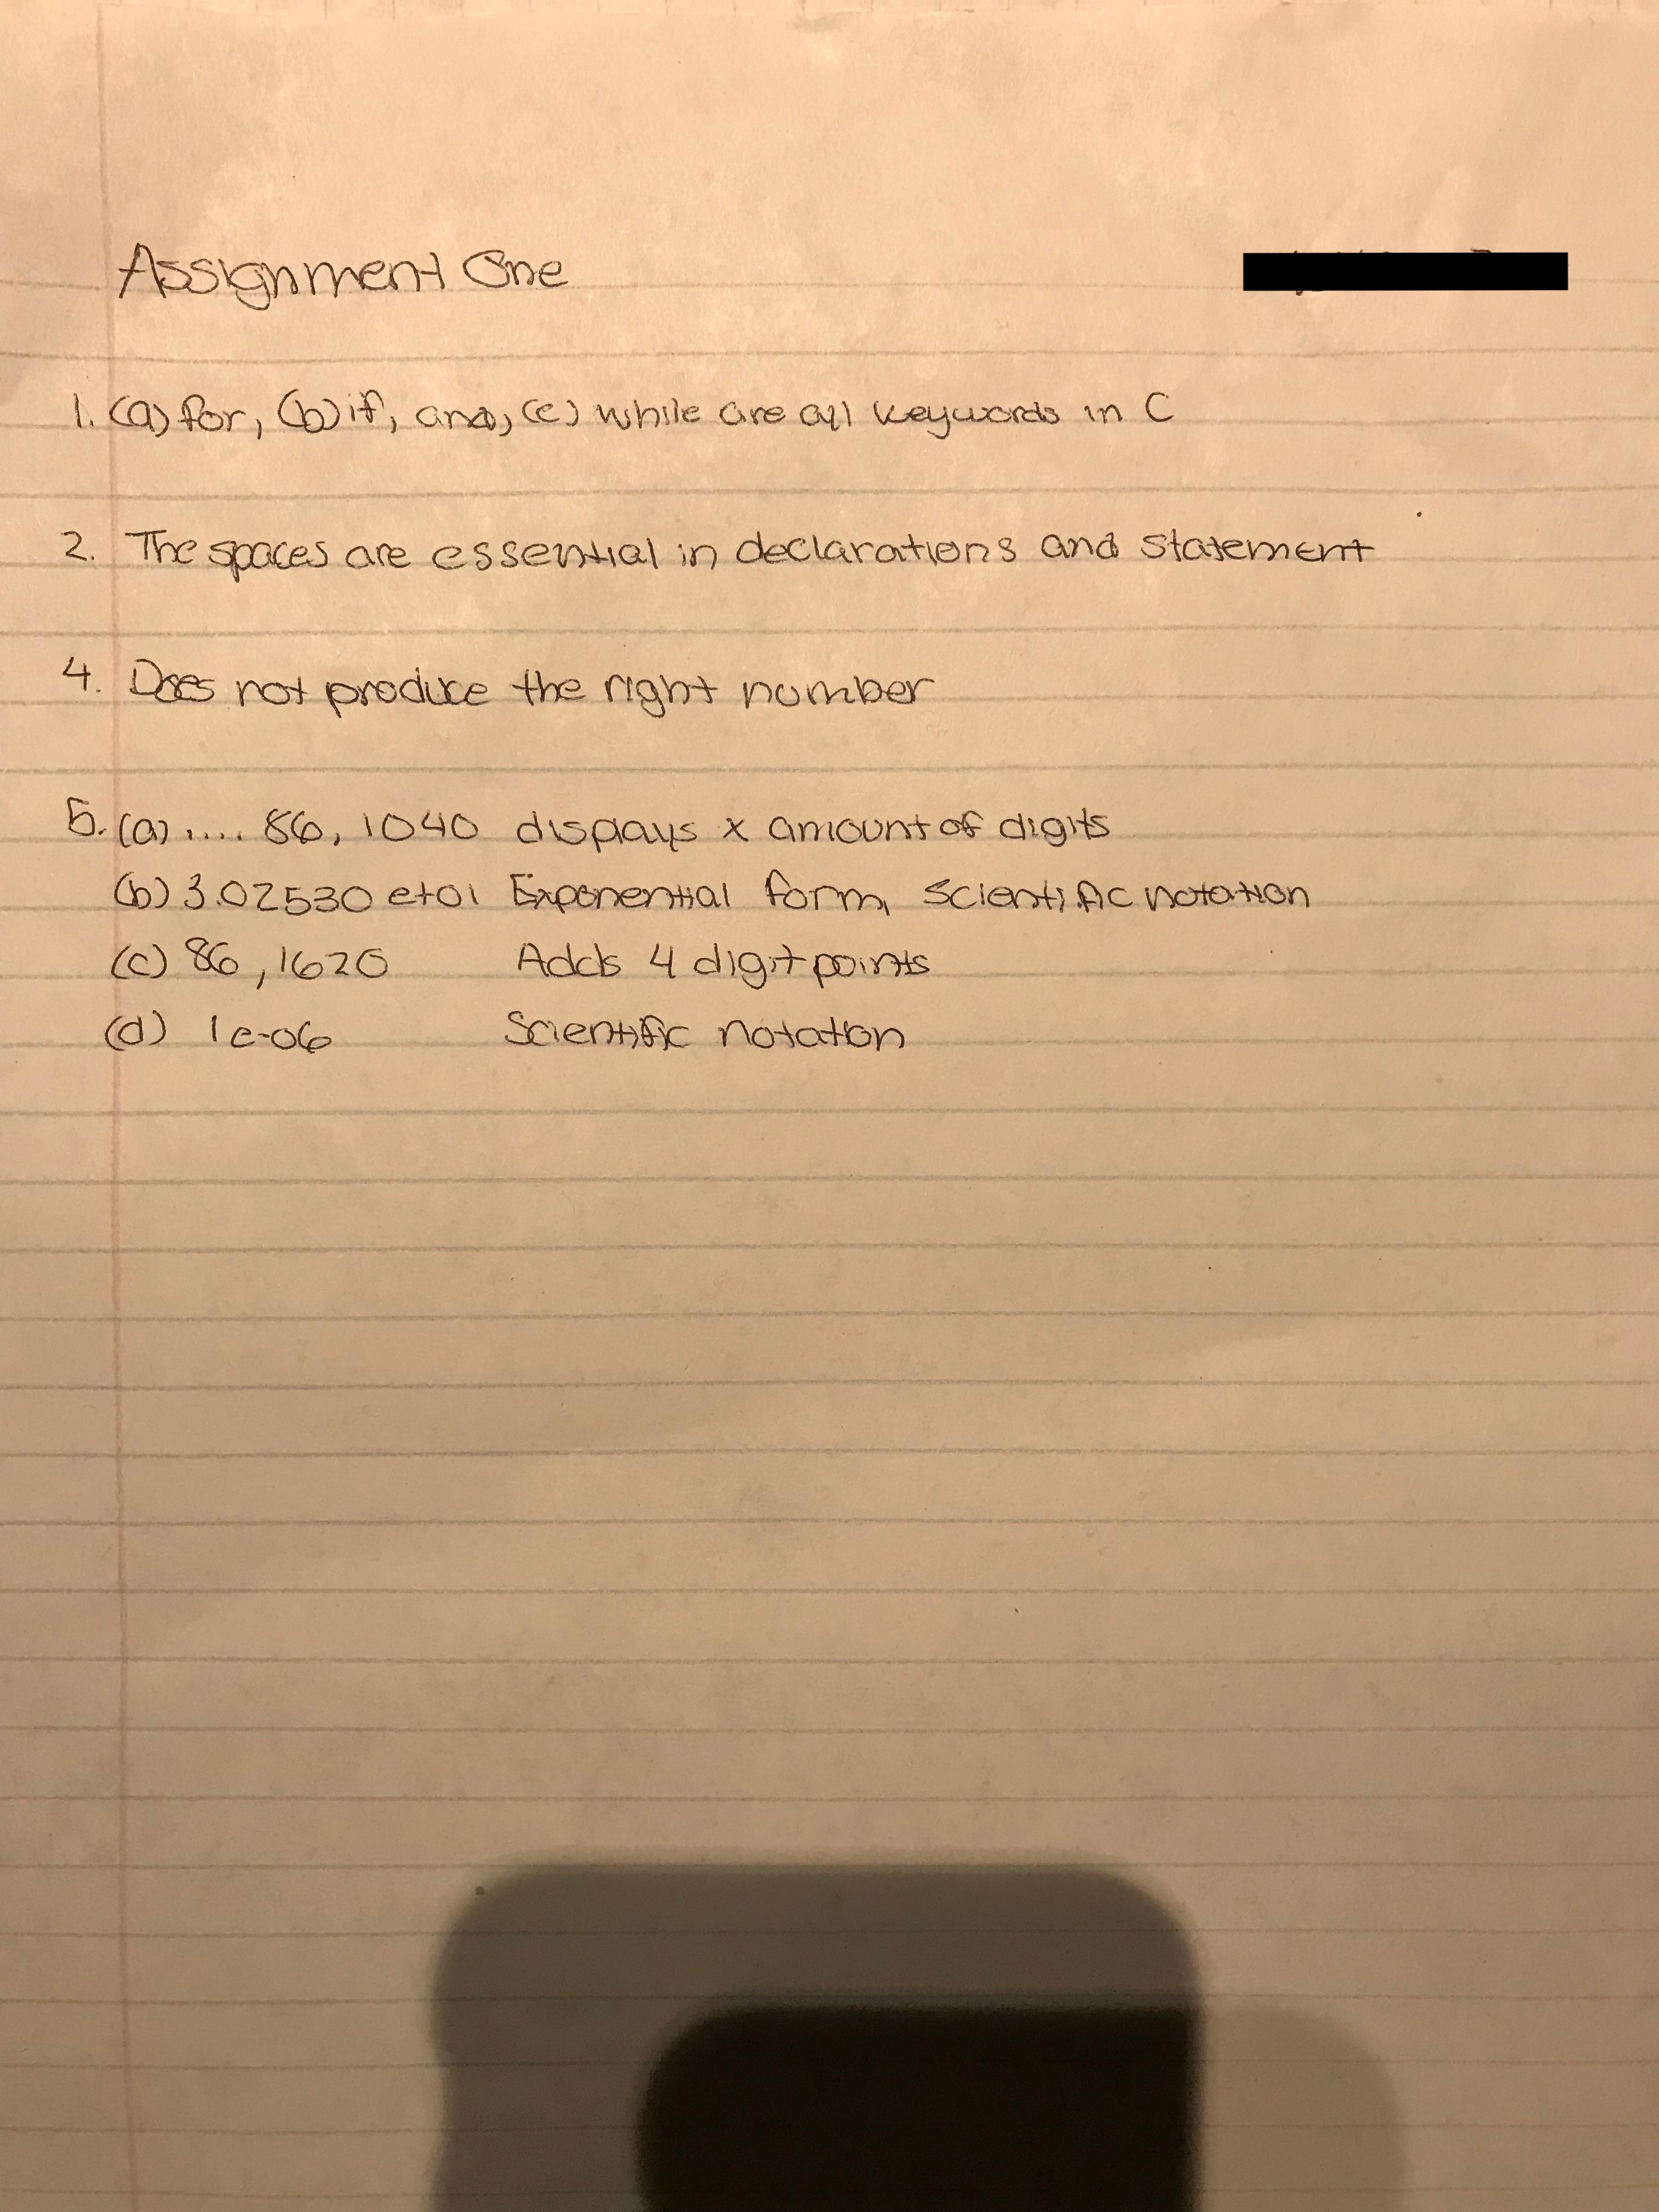 Assignment One
1. (a) for, (b) if, and, (e) while are all keywords in C
2. The spaces are essential in declarations and statement
4. Does not produce the right number
5. (a) .... 86, 1040 displays x amount of digits
(b) 3.02530 e+01 Exponential form, scientific notation
(c) 86, 1620 Adds 4 digit points
(d) 1e-06 Scientific notation